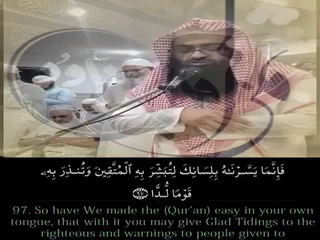 فَإِنَّمَا يَسَّرْنَـٰهُ بِلِسَانِكَ لِتُبَشِّرَ بِهِ ٱلْمُتَّقِينَ وَتُنذِرَ بِهِۦ
قَوْمًا لُّدًّا ٩٧
97. So have We made the (Qur'an) easy in your own
tongue, that with it you may give Glad Tidings to the
righteous and warnings to people given to